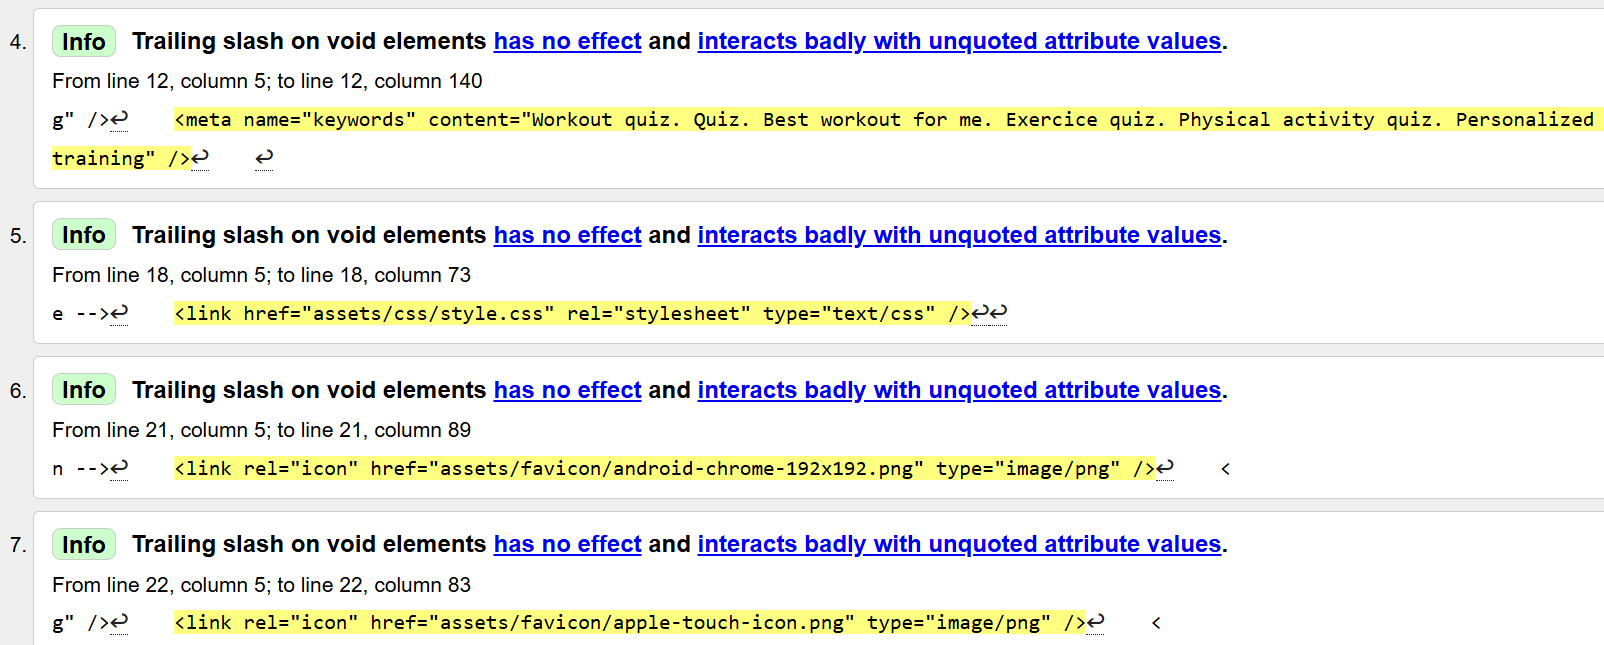 4. Info Trailing slash on void elements has no effect and interacts badly with unquoted attribute values.
From line 12, column 5; to line 12, column 140
g" />↩    <meta name="keywords" content="Workout quiz. Quiz. Best workout for me. Exercice quiz. Physical activity quiz. Personalized
training" />↩    ↩
5. Info Trailing slash on void elements has no effect and interacts badly with unquoted attribute values.
From line 18, column 5; to line 18, column 73
e -->↩    <link href="assets/css/style.css" rel="stylesheet" type="text/css" />↩↩
6. Info Trailing slash on void elements has no effect and interacts badly with unquoted attribute values.
From line 21, column 5; to line 21, column 89
n -->↩    <link rel="icon" href="assets/favicon/android-chrome-192x192.png" type="image/png" />↩    <
7. Info Trailing slash on void elements has no effect and interacts badly with unquoted attribute values.
From line 22, column 5; to line 22, column 83
g" />↩    <link rel="icon" href="assets/favicon/apple-touch-icon.png" type="image/png" />↩    <